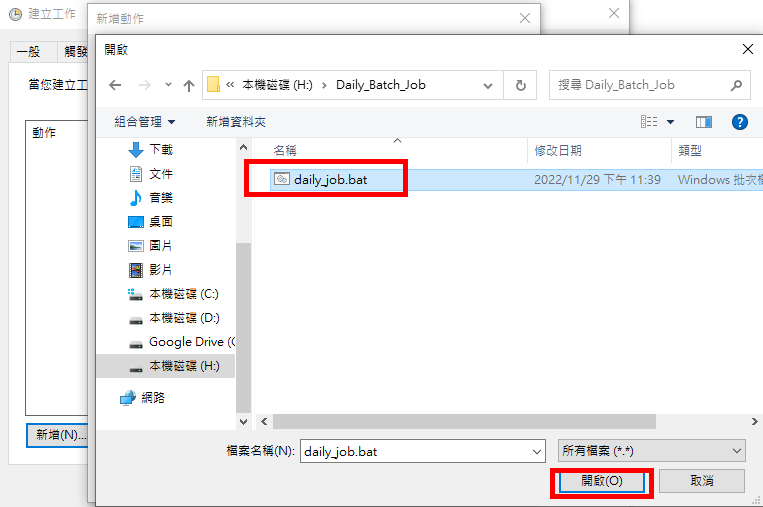 建立工作
新增動作
一般
觸發
當您建立工
動作
新增(N)...
開啟
« 本機磁碟 (H:) › Daily_Batch_Job
搜尋 Daily_Batch_Job
組合管理
新增資料夾
名稱
修改日期
類型
下載
文件
音樂
桌面
圖片
影片
本機磁碟 (C:)
本機磁碟 (D:)
Google Drive (
本機磁碟 (H:)
網路
daily_job.bat
2022/11/29 下午 11:39
Windows 批次檔
檔案名稱(N):
daily_job.bat
所有檔案 (*.*)
開啟(O)
取消